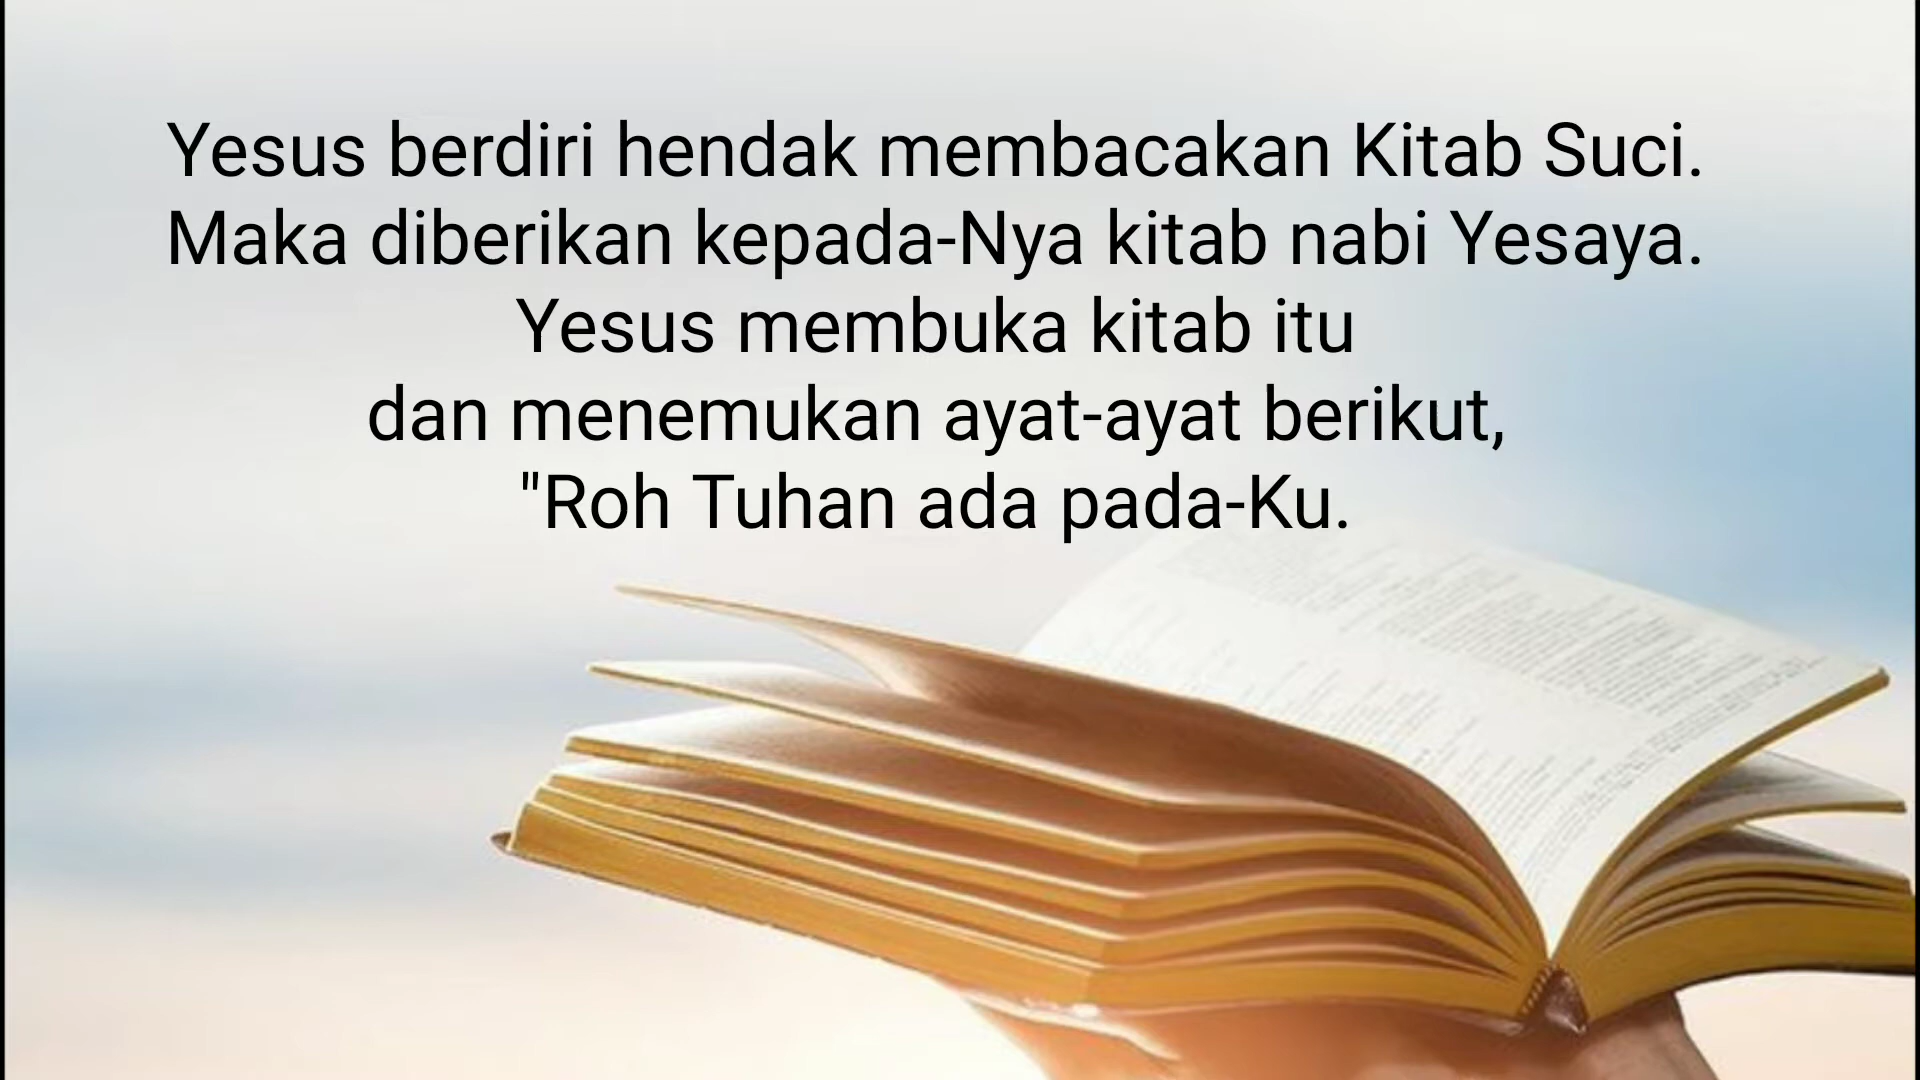 Yesus berdiri hendak membacakan Kitab Suci.
Maka diberikan kepada-Nya kitab nabi Yesaya.
Yesus membuka kitab itu
dan menemukan ayat-ayat berikut,
"Roh Tuhan ada pada-Ku.